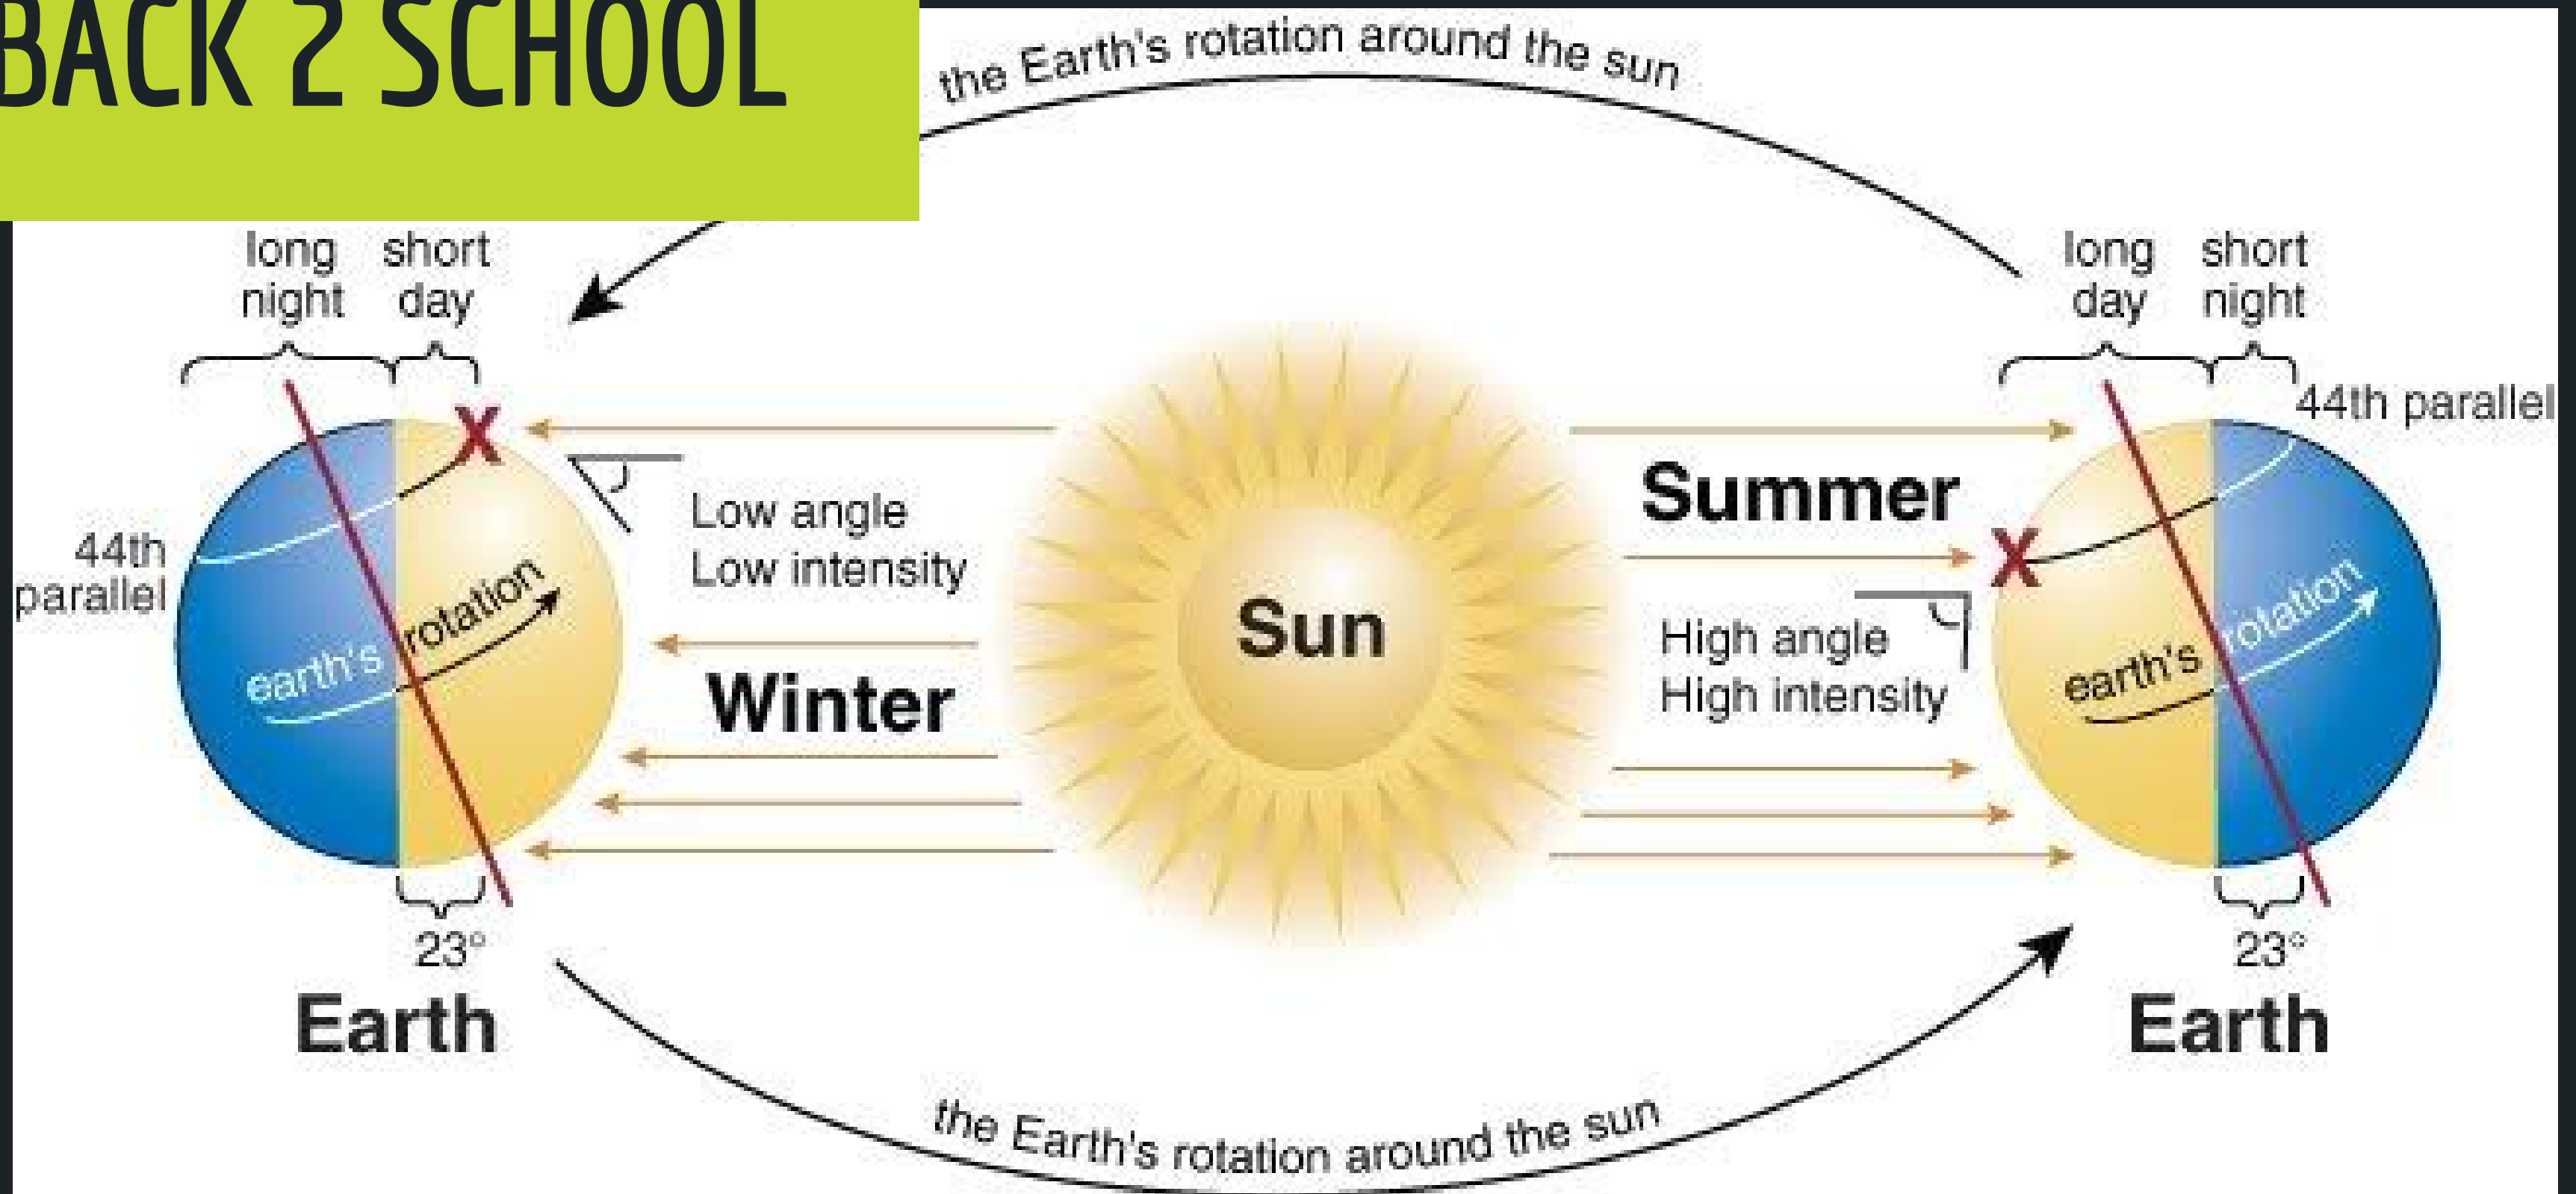 BACK 2 SCHOOL
the Earth's rotation around the sun
long
night
short
day
long
day
short
night
44th parallel
X
Low angle
Low intensity
Summer
44th
parallel
X
earth's rotation
Sun
High angle
High intensity
earth's rotation
Winter
23°
23°
Earth
Earth
the Earth's rotation around the sun